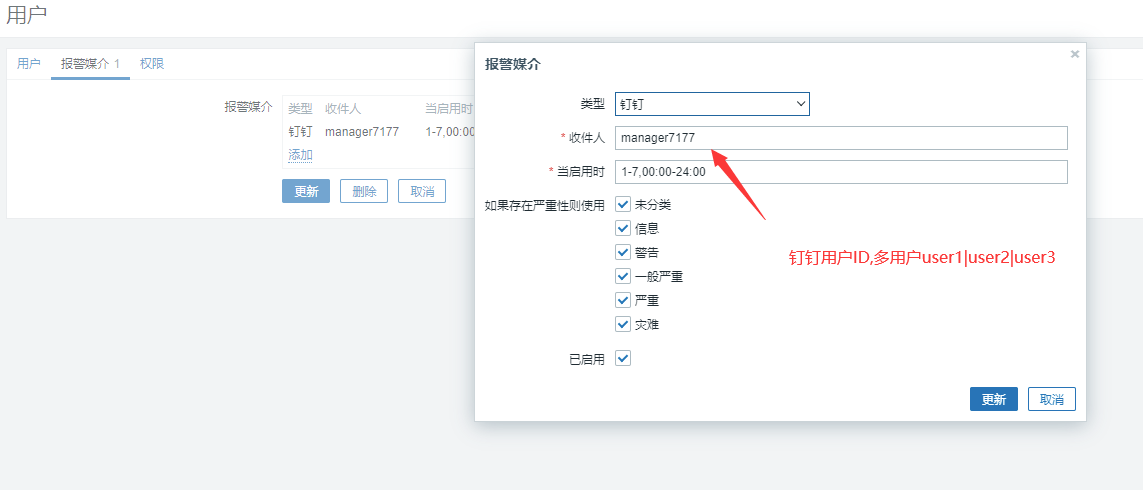 用户
用户 报警媒介 1 权限
报警媒介 类型 收件人 当启用时
钉钉 manager7177 1-7,00:00
添加
更新 删除 取消
报警媒介 ×
类型 钉钉
* 收件人 manager7177
* 当启用时 1-7,00:00-24:00
如果存在严重性则使用 未分类
信息
警告
钉钉用户ID,多用户user1|user2|user3
一般严重
严重
灾难
已启用
更新 取消